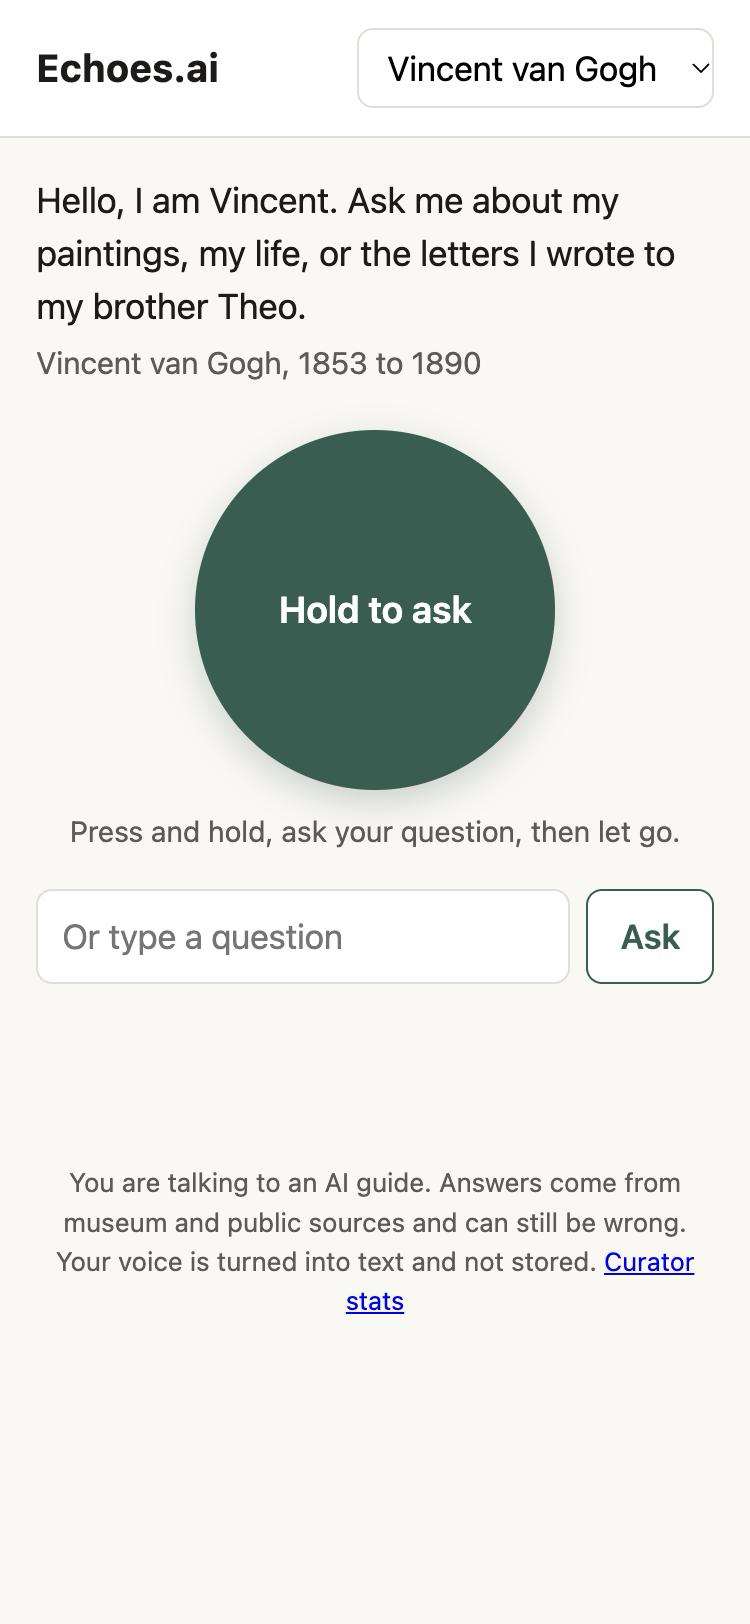 Echoes.ai
Vincent van Gogh
Hello, I am Vincent. Ask me about my
paintings, my life, or the letters I wrote to
my brother Theo.
Vincent van Gogh, 1853 to 1890
Hold to ask
Press and hold, ask your question, then let go.
Or type a question
Ask
You are talking to an AI guide. Answers come from
museum and public sources and can still be wrong.
Your voice is turned into text and not stored. Curator
stats